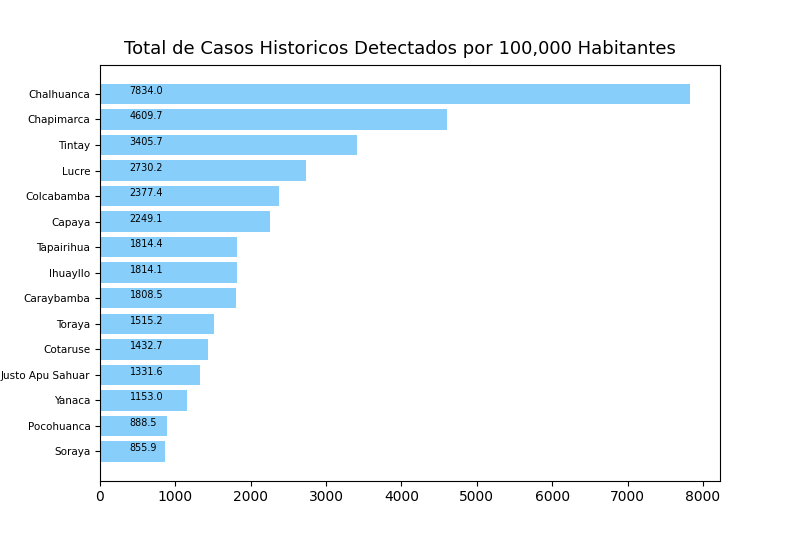 Total de Casos Historicos Detectados por 100,000 Habitantes
Chalhuanca 7834.0
Chapimarca 4609.7
Tintay 3405.7
Lucre 2730.2
Colcabamba 2377.4
Capaya 2249.1
Tapairihua 1814.4
Ihuayllo 1814.1
Caraybamba 1808.5
Toraya 1515.2
Cotaruse 1432.7
Justo Apu Sahuar 1331.6
Yanaca 1153.0
Pocohuanca 888.5
Soraya 855.9
0 1000 2000 3000 4000 5000 6000 7000 8000